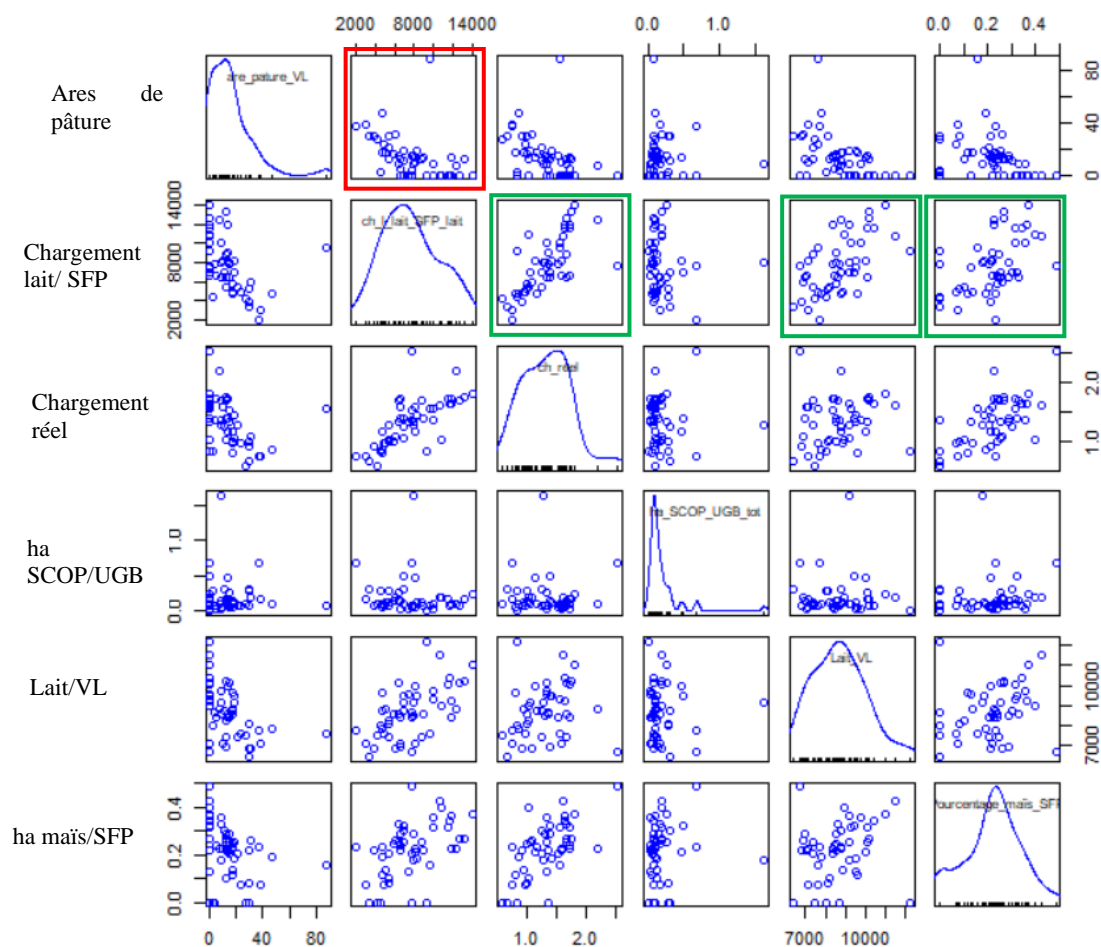 2000 8000 14000
0.0 1.0
0.0 0.2 0.4
Ares de
pâture
are_pature_VL
0 40 80
Chargement
lait/ SFP
2000 8000 14000
ch_l_lait_SFP_lait
Chargement
réel
ch_réel
1.0 2.0
ha
SCOP/UGB
0.0 1.0
ha_SCOP_UGB_tot
Lait/VL
Lait_VL
7000 10000
ha maïs/SFP
0.0 0.2 0.4
Pourcentage_maïs_SFP
0 40 80
1.0 2.0
7000 10000